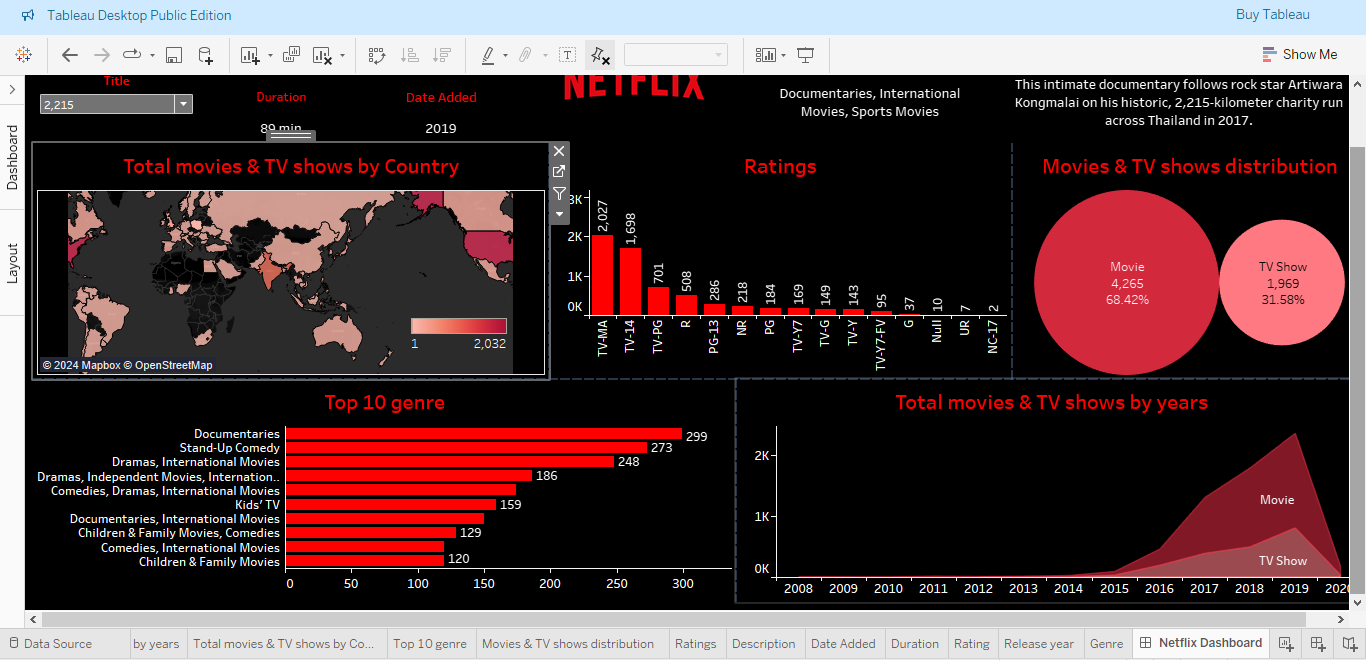 Tableau Desktop Public Edition
Buy Tableau
Show Me
Dashboard
Layout
Title
2,215
Duration
89 min
Date Added
2019
NETFLIX
Documentaries, International
Movies, Sports Movies
This intimate documentary follows rock star Artiwara
Kongmalai on his historic, 2,215-kilometer charity run
across Thailand in 2017.
Total movies & TV shows by Country
1
2,032
© 2024 Mapbox © OpenStreetMap
Ratings
3K
2K
1K
0K
2,027
1,698
701
508
286
218
184
169
149
143
95
37
10
7
2
TV-MA
TV-14
TV-PG
R
PG-13
NR
PG
TV-Y7
TV-G
TV-Y
TV-Y7-FV
G
Null
UR
NC-17
Movies & TV shows distribution
Movie
4,265
68.42%
TV Show
1,969
31.58%
Top 10 genre
Documentaries
299
Stand-Up Comedy
273
Dramas, International Movies
248
Dramas, Independent Movies, Internation..
186
Comedies, Dramas, International Movies
Kids' TV
159
Documentaries, International Movies
Children & Family Movies, Comedies
129
Comedies, International Movies
Children & Family Movies
120
0 50 100 150 200 250 300
Total movies & TV shows by years
2K
1K
0K
Movie
TV Show
2008 2009 2010 2011 2012 2013 2014 2015 2016 2017 2018 2019 2020
Data Source
by years
Total movies & TV shows by Co...
Top 10 genre
Movies & TV shows distribution
Ratings
Description
Date Added
Duration
Rating
Release year
Genre
Netflix Dashboard